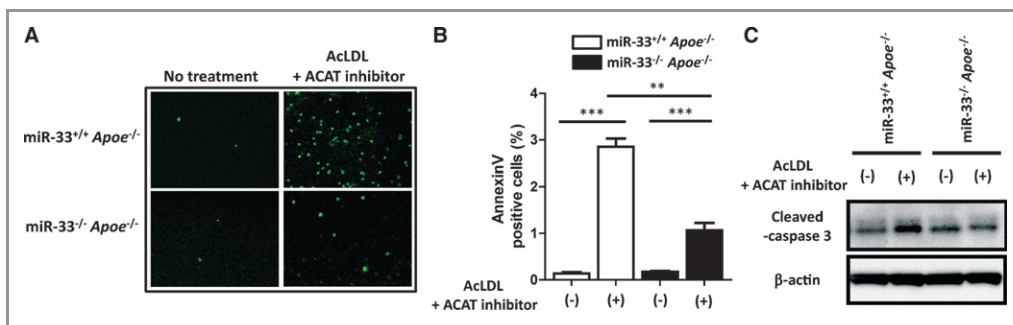 A
No treatment
AcLDL
+ ACAT inhibitor
miR-33+/+ Apoe-/-
miR-33-/- Apoe-/-
B
miR-33+/+ Apoe-/-
miR-33-/- Apoe-/-
AnnexinV
positive cells (%)
4
3
2
1
0
**
***
***
AcLDL
+ ACAT inhibitor
(-)
(+)
(-)
(+)
C
miR-33+/+ Apoe-/-
miR-33-/- Apoe-/-
AcLDL
+ ACAT inhibitor
(-)
(+)
(-)
(+)
Cleaved
-caspase 3
β-actin